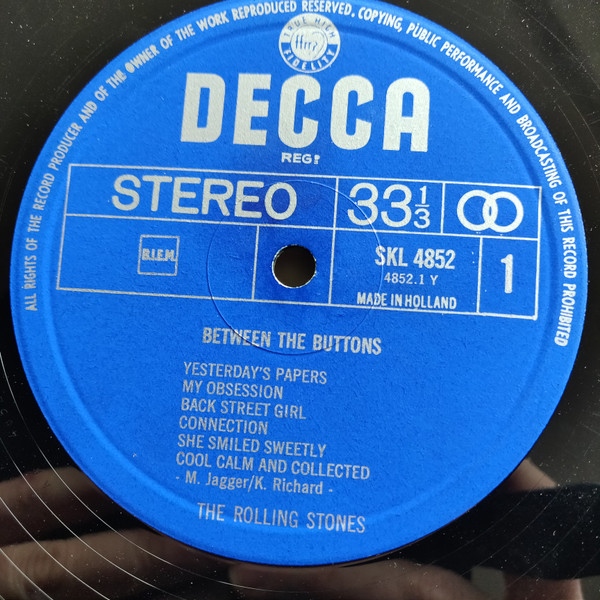 ALL RIGHTS OF THE RECORD PRODUCER AND OF THE OWNER OF THE WORK REPRODUCED RESERVED. COPYING, PUBLIC PERFORMANCE AND BROADCASTING OF THIS RECORD PROHIBITED
TRUE HIGH
ffrr
FIDELITY
DECCA
REGD
STEREO
33 1/3
B.I.E.M.
SKL 4852
4852.1 Y
MADE IN HOLLAND
1
BETWEEN THE BUTTONS
YESTERDAY'S PAPERS
MY OBSESSION
BACK STREET GIRL
CONNECTION
SHE SMILED SWEETLY
COOL CALM AND COLLECTED
- M. Jagger/K. Richard -
THE ROLLING STONES